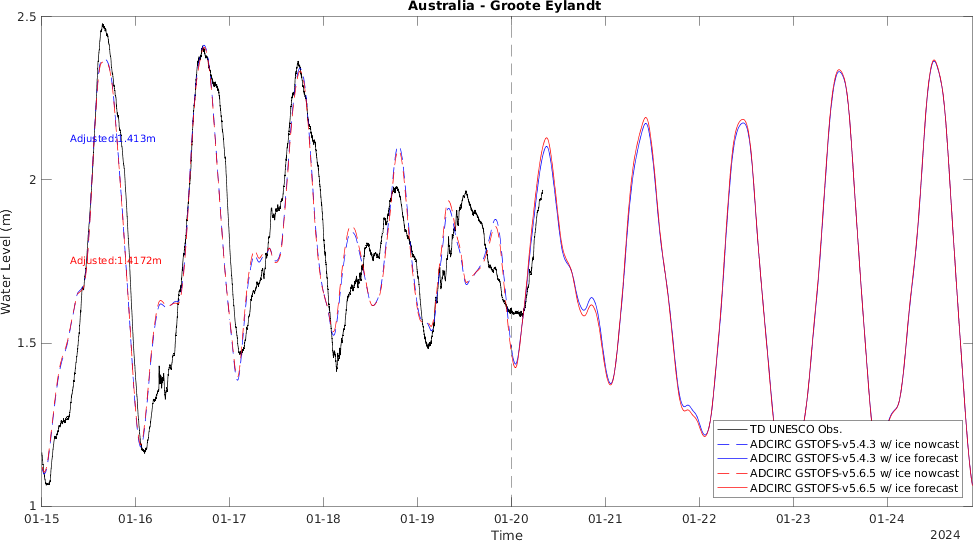 Australia - Groote Eylandt
2.5
2
1.5
1
Water Level (m)
Adjusted:1.413m
Adjusted:1.4172m
TD UNESCO Obs.
ADCIRC GSTOFS-v5.4.3 w/ ice nowcast
ADCIRC GSTOFS-v5.4.3 w/ ice forecast
ADCIRC GSTOFS-v5.6.5 w/ ice nowcast
ADCIRC GSTOFS-v5.6.5 w/ ice forecast
01-15 01-16 01-17 01-18 01-19 01-20 01-21 01-22 01-23 01-24
Time
2024